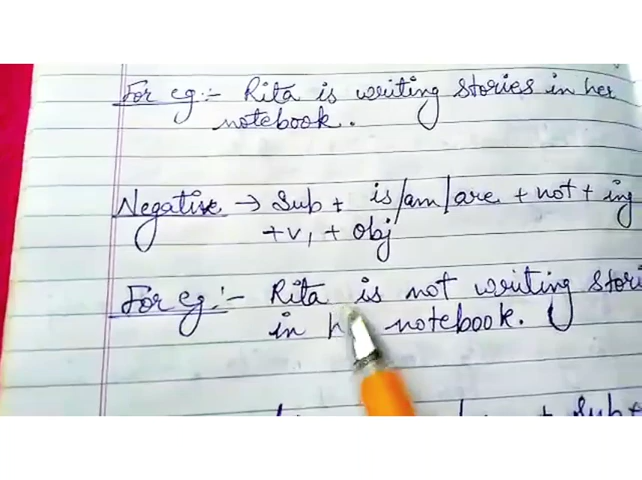 For eg:- Rita is writing stories in her
notebook.
Negative → Sub + is/am/are + not + ing
+ V1 + obj
For eg:- Rita is not writing
in notebook.
+ Sub +